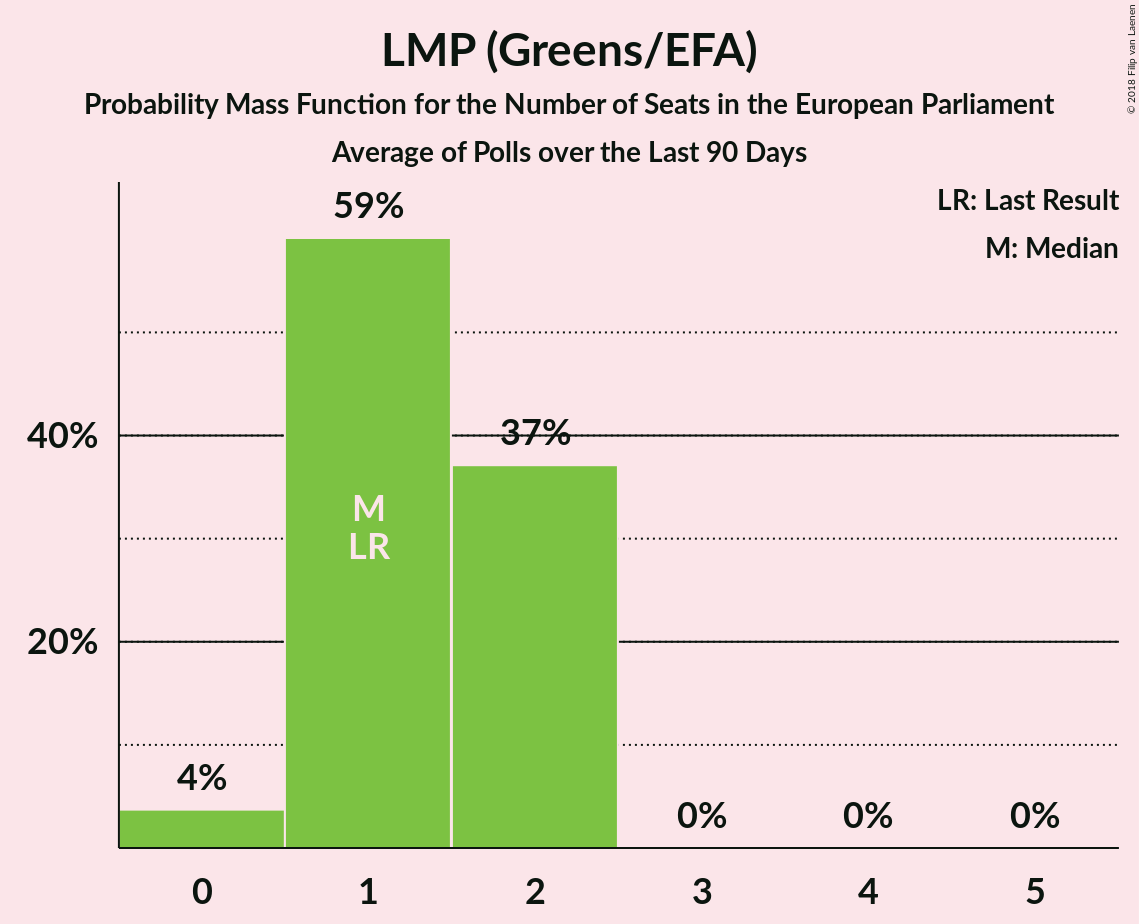 LMP (Greens/EFA)
Probability Mass Function for the Number of Seats in the European Parliament
Average of Polls over the Last 90 Days
© 2018 Filip van Laenen
LR: Last Result
M: Median
59%
37%
40%
M
LR
20%
4%
0%
0%
0%
0
1
2
3
4
5